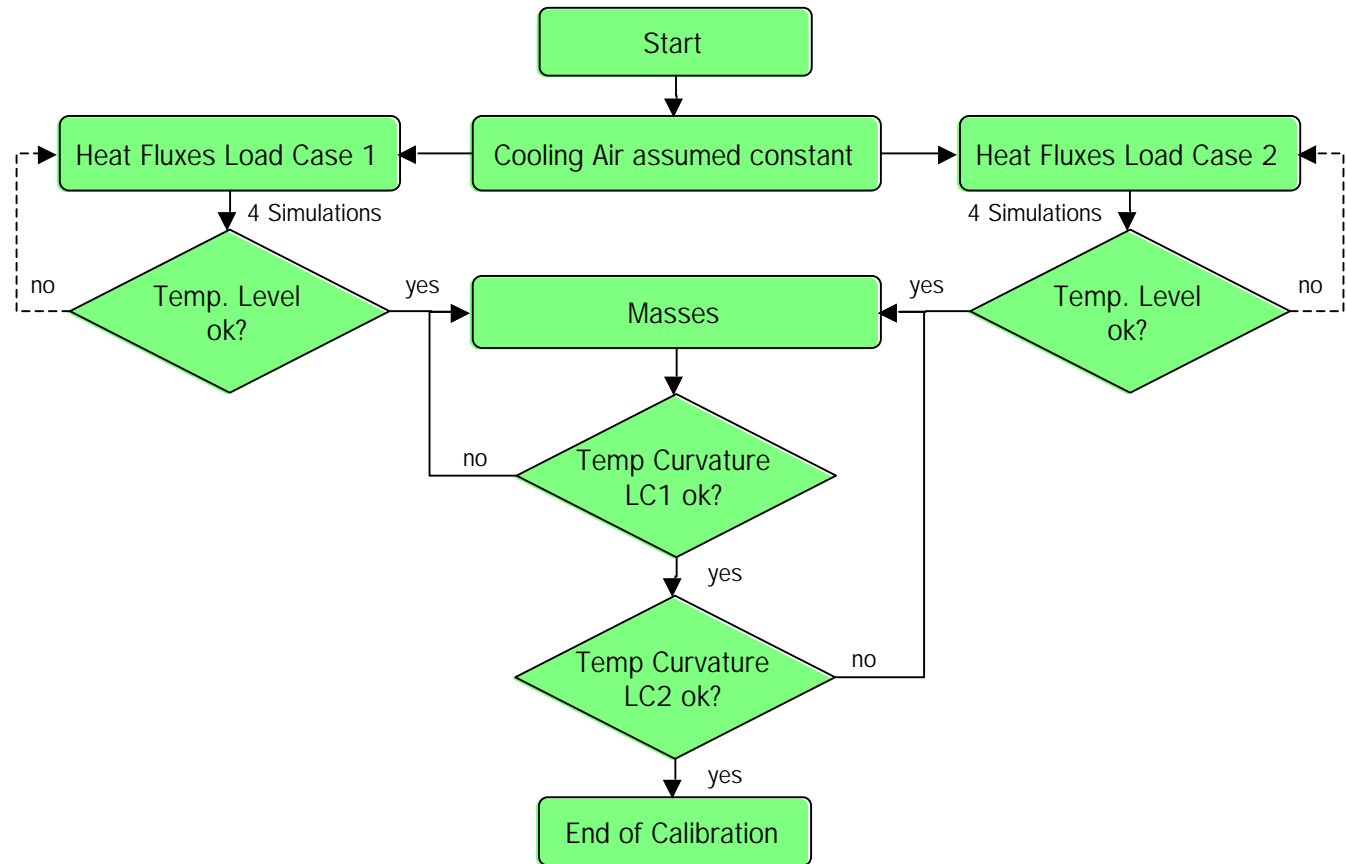 Start
Heat Fluxes Load Case 1
Cooling Air assumed constant
Heat Fluxes Load Case 2
4 Simulations
4 Simulations
no
Temp. Level
ok?
yes
Masses
yes
Temp. Level
ok?
no
no
Temp Curvature
LC1 ok?
yes
Temp Curvature
LC2 ok?
no
yes
End of Calibration